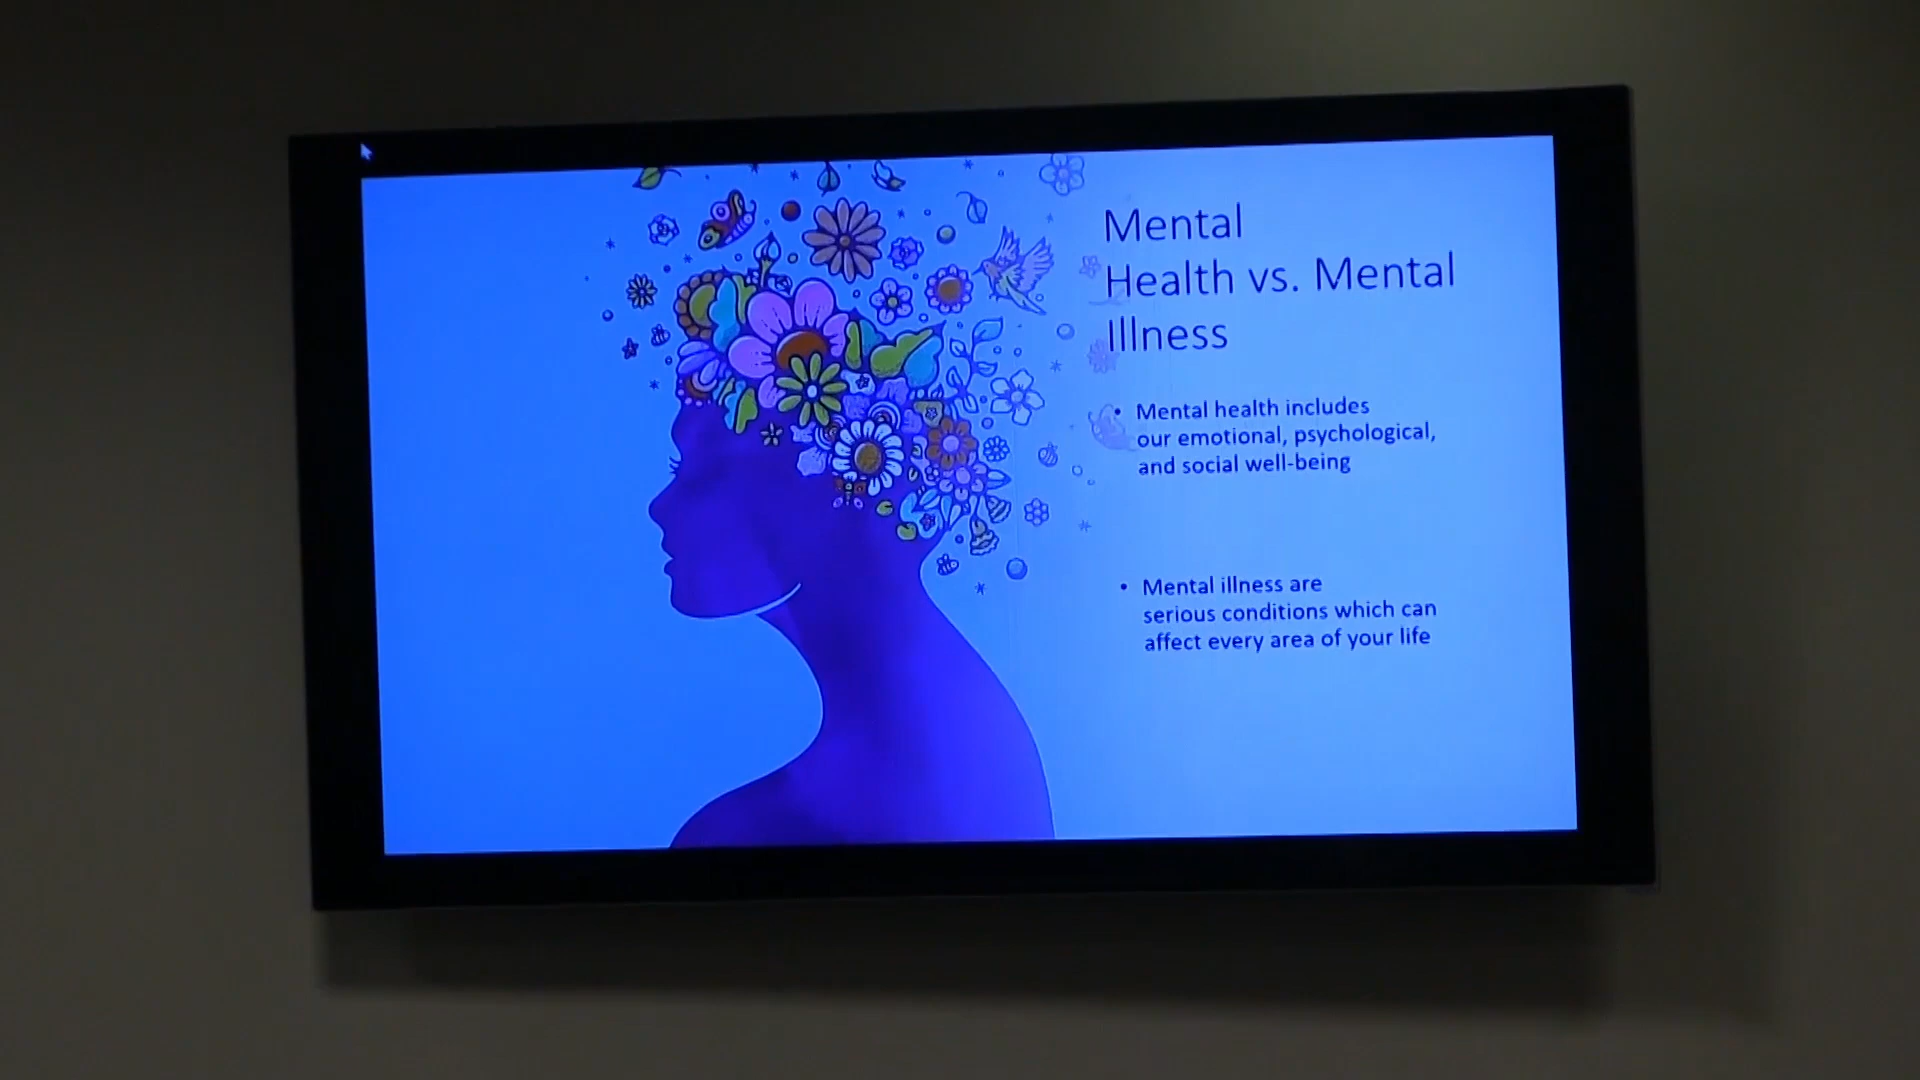 Mental
Health vs. Mental
Illness
• Mental health includes
our emotional, psychological,
and social well-being
• Mental illness are
serious conditions which can
affect every area of your life